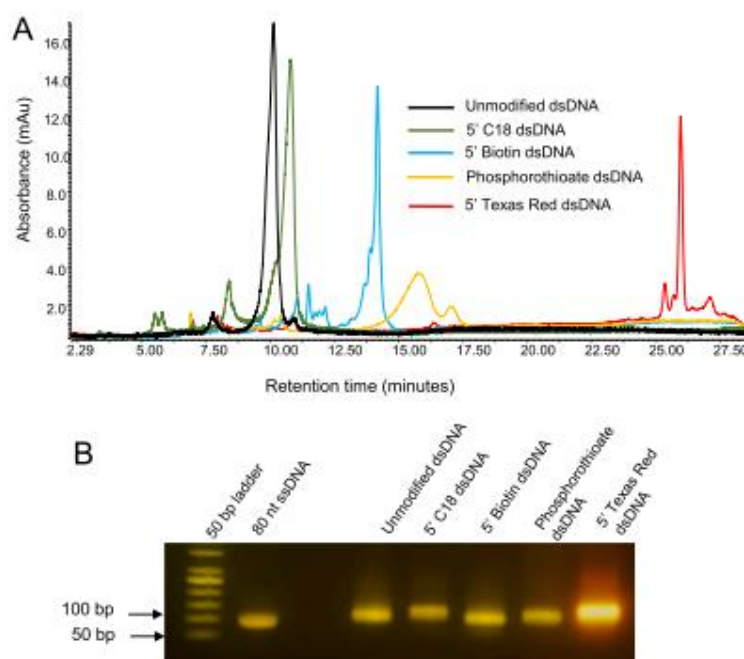 A
Absorbance (mAu)
16.0
14.0
12.0
10.0
8.0
6.0
4.0
2.0
Unmodified dsDNA
5' C18 dsDNA
5' Biotin dsDNA
Phosphorothioate dsDNA
5' Texas Red dsDNA
2.29 5.00 7.50 10.00 12.50 15.00 17.50 20.00 22.50 25.00 27.50
Retention time (minutes)
B
50 bp ladder
80 nt ssDNA
Unmodified dsDNA
5' C18 dsDNA
5' Biotin dsDNA
Phosphorothioate
dsDNA
5' Texas Red
dsDNA
100 bp
50 bp